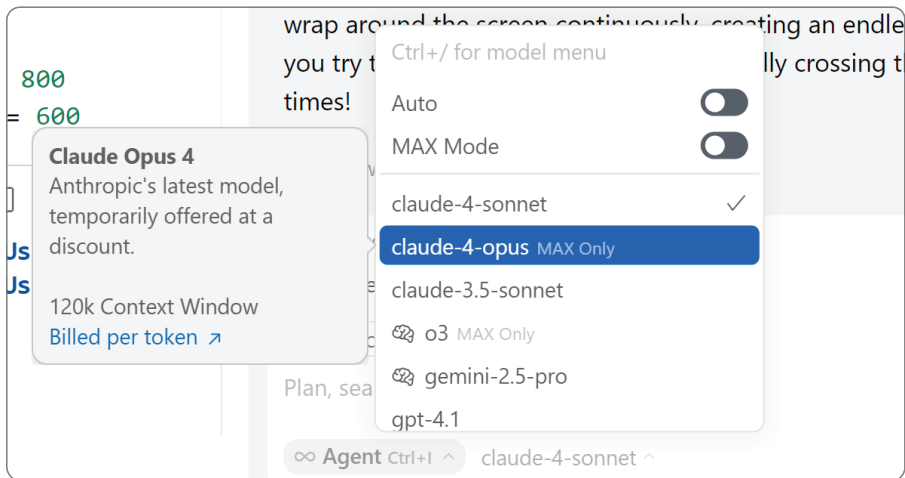 wrap around the screen continuously, creating an endle
you try t
lly crossing t
times!
800
= 600
Ctrl+/ for model menu
Auto
MAX Mode
Claude Opus 4
Anthropic's latest model,
temporarily offered at a
discount.
120k Context Window
Billed per token ↗
Us
Us
claude-4-sonnet
claude-4-opus MAX Only
claude-3.5-sonnet
o3 MAX Only
gemini-2.5-pro
gpt-4.1
Plan, sea
Agent Ctrl+I
claude-4-sonnet